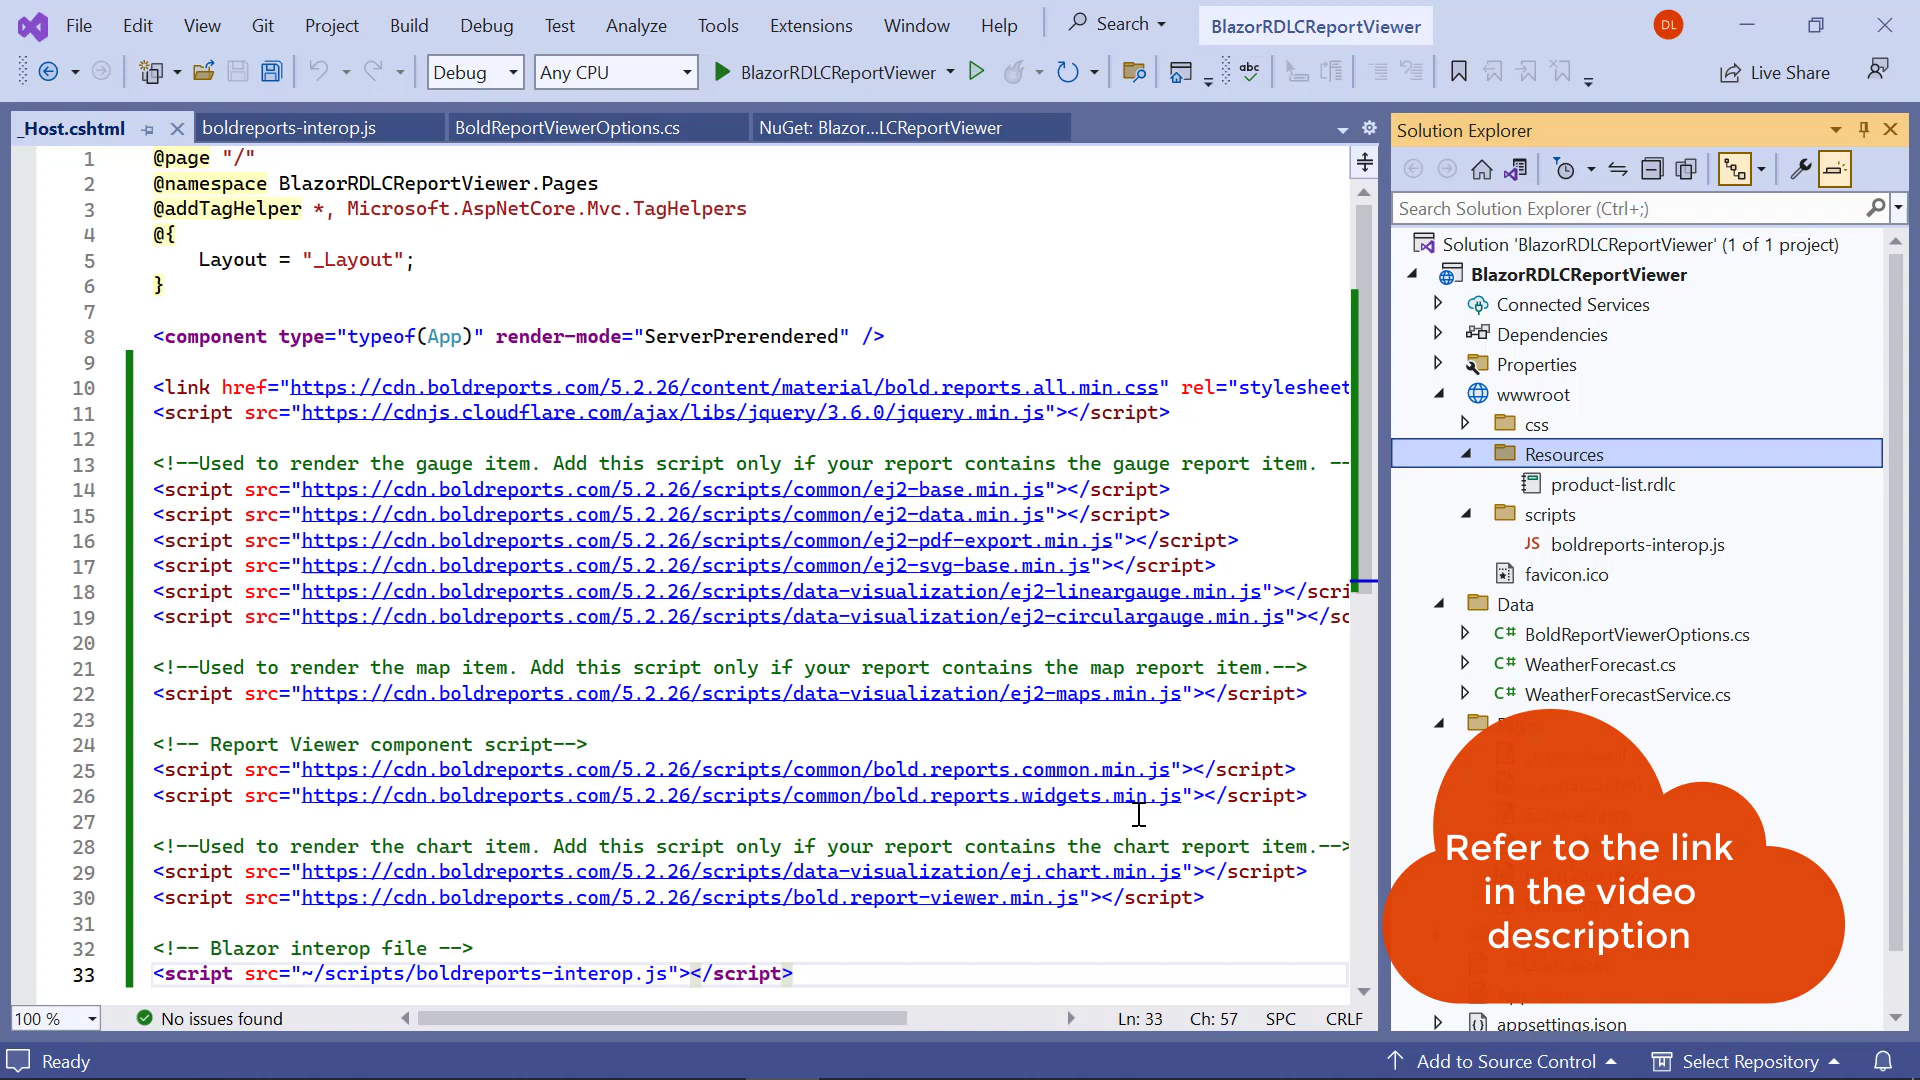 File Edit View Git Project Build Debug Test Analyze Tools Extensions Window Help Search BlazorRDLCReportViewer DL
Debug Any CPU BlazorRDLCReportViewer Live Share
_Host.cshtml boldreports-interop.js BoldReportViewerOptions.cs NuGet: Blazor...LCReportViewer
1 @page "/"
2 @namespace BlazorRDLCReportViewer.Pages
3 @addTagHelper *, Microsoft.AspNetCore.Mvc.TagHelpers
4 @{
5 Layout = "_Layout";
6 }
7
8 <component type="typeof(App)" render-mode="ServerPrerendered" />
9
10 <link href="https://cdn.boldreports.com/5.2.26/content/material/bold.reports.all.min.css" rel="stylesheet
11 <script src="https://cdnjs.cloudflare.com/ajax/libs/jquery/3.6.0/jquery.min.js"></script>
12
13 <!--Used to render the gauge item. Add this script only if your report contains the gauge report item. --
14 <script src="https://cdn.boldreports.com/5.2.26/scripts/common/ej2-base.min.js"></script>
15 <script src="https://cdn.boldreports.com/5.2.26/scripts/common/ej2-data.min.js"></script>
16 <script src="https://cdn.boldreports.com/5.2.26/scripts/common/ej2-pdf-export.min.js"></script>
17 <script src="https://cdn.boldreports.com/5.2.26/scripts/common/ej2-svg-base.min.js"></script>
18 <script src="https://cdn.boldreports.com/5.2.26/scripts/data-visualization/ej2-lineargauge.min.js"></scri
19 <script src="https://cdn.boldreports.com/5.2.26/scripts/data-visualization/ej2-circulargauge.min.js"></sc
20
21 <!--Used to render the map item. Add this script only if your report contains the map report item.-->
22 <script src="https://cdn.boldreports.com/5.2.26/scripts/data-visualization/ej2-maps.min.js"></script>
23
24 <!-- Report Viewer component script-->
25 <script src="https://cdn.boldreports.com/5.2.26/scripts/common/bold.reports.common.min.js"></script>
26 <script src="https://cdn.boldreports.com/5.2.26/scripts/common/bold.reports.widgets.min.js"></script>
27
28 <!--Used to render the chart item. Add this script only if your report contains the chart report item.-->
29 <script src="https://cdn.boldreports.com/5.2.26/scripts/data-visualization/ej.chart.min.js"></script>
30 <script src="https://cdn.boldreports.com/5.2.26/scripts/bold.report-viewer.min.js"></script>
31
32 <!-- Blazor interop file -->
33 <script src="~/scripts/boldreports-interop.js"></script>
100 % No issues found Ln: 33 Ch: 57 SPC CRLF
Solution Explorer
Search Solution Explorer (Ctrl+;)
Solution 'BlazorRDLCReportViewer' (1 of 1 project)
BlazorRDLCReportViewer
Connected Services
Dependencies
Properties
wwwroot
css
Resources
product-list.rdlc
scripts
JS boldreports-interop.js
favicon.ico
Data
C# BoldReportViewerOptions.cs
C# WeatherForecast.cs
C# WeatherForecastService.cs
appsettings.json
Refer to the link
in the video
description
Ready Add to Source Control Select Repository